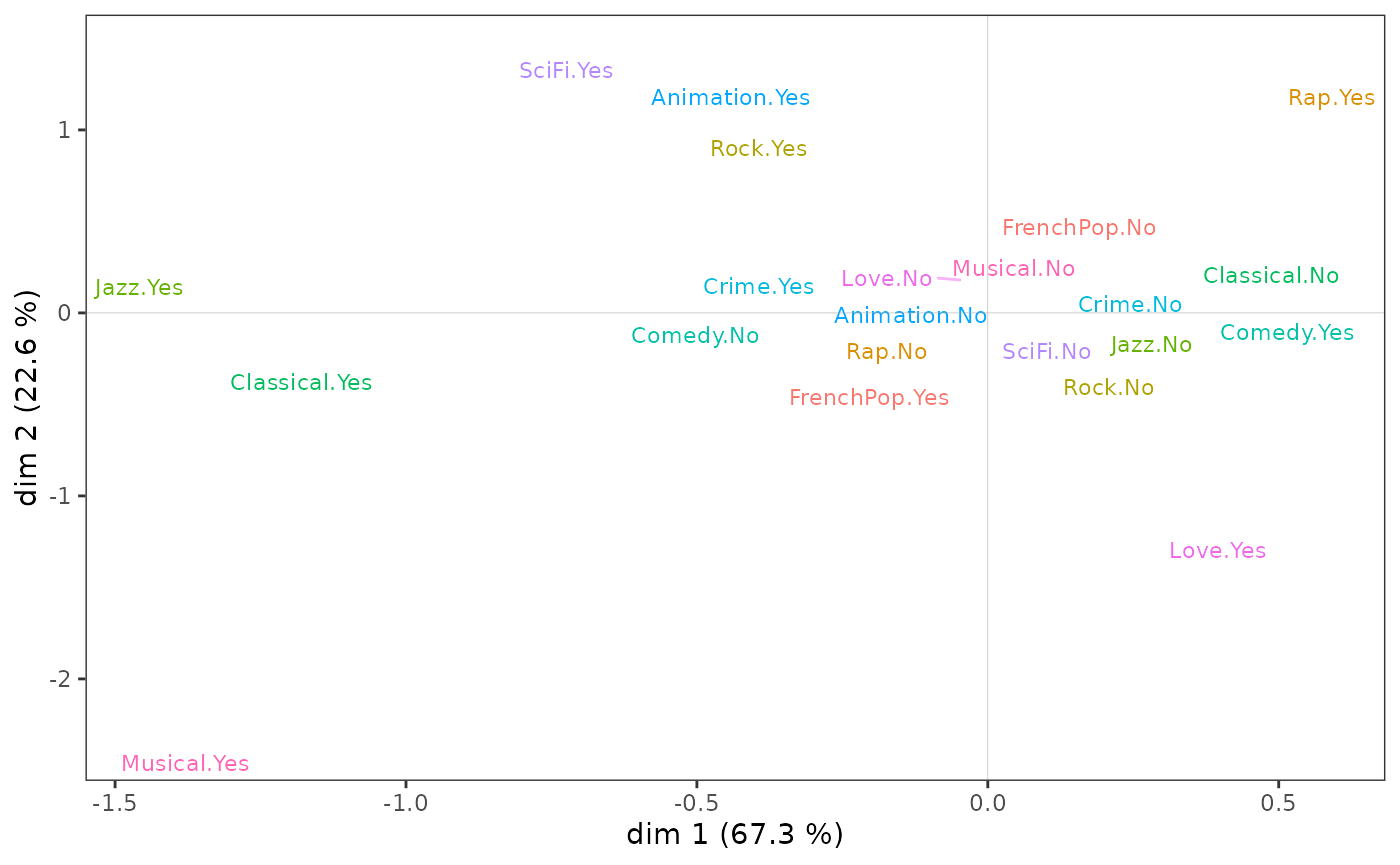 SciFi.Yes
Animation.Yes
Rap.Yes
1
Rock.Yes
FrenchPop.No
Musical.No
Love.No
Classical.No
Jazz.Yes
Crime.Yes
Crime.No
0
Animation.No
Comedy.No
Comedy.Yes
Rap.No
SciFi.No
Jazz.No
Classical.Yes
Rock.No
FrenchPop.Yes
dim 2 (22.6 %)
-1
Love.Yes
-2
Musical.Yes
-1.5 -1.0 -0.5 0.0 0.5
dim 1 (67.3 %)